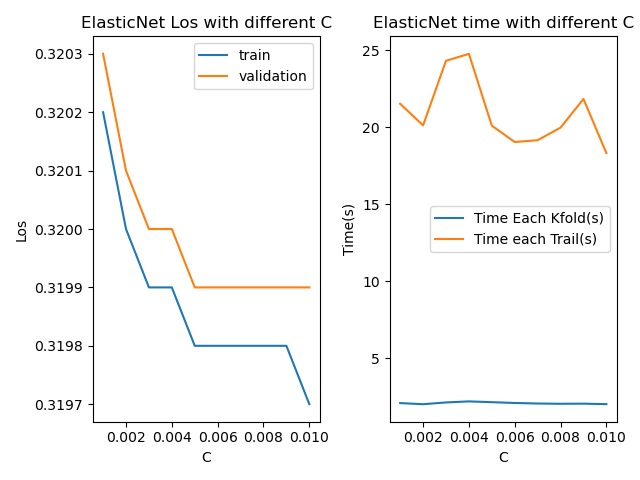 ElasticNet Los with different C
0.3203
0.3202
0.3201
0.3200
0.3199
0.3198
0.3197
Los
train
validation
0.002 0.004 0.006 0.008 0.010
C
ElasticNet time with different C
25
20
15
10
5
Time(s)
Time Each Kfold(s)
Time each Trail(s)
0.002 0.004 0.006 0.008 0.010
C